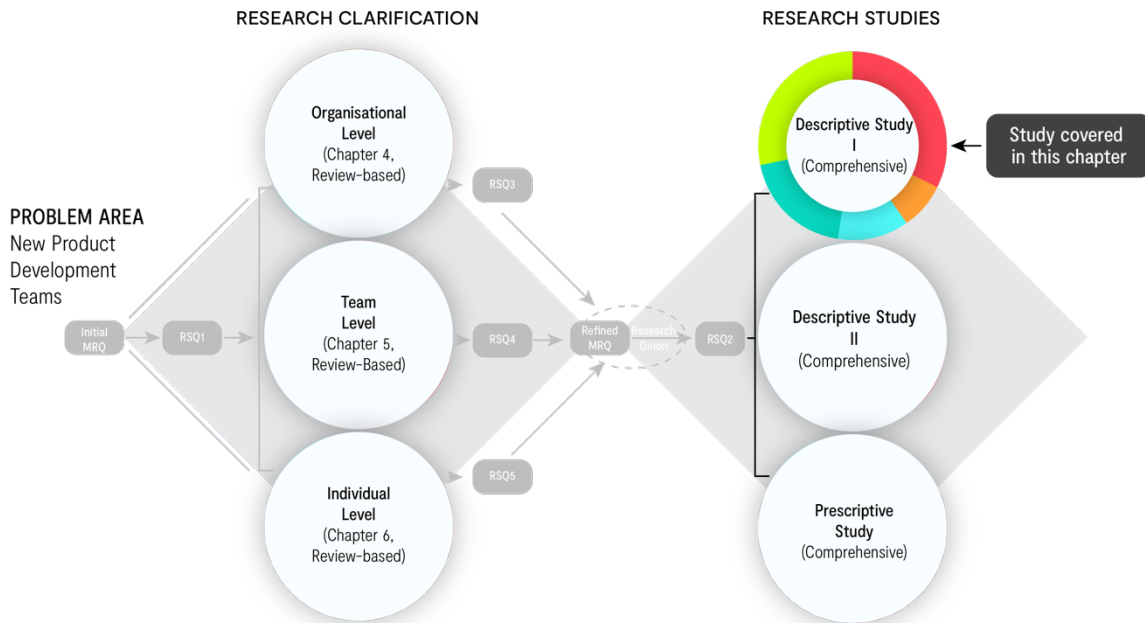 RESEARCH CLARIFICATION
RESEARCH STUDIES
PROBLEM AREA
New Product
Development
Teams
Initial
MRQ
RSQ1
Organisational
Level
(Chapter 4,
Review-based)
Team
Level
(Chapter 5,
Review-Based)
Individual
Level
(Chapter 6,
Review-based)
RSQ3
RSQ4
RSQ5
Refined
MRQ
Research
Onion
RSQ2
Descriptive Study
I
(Comprehensive)
Study covered
in this chapter
Descriptive Study
II
(Comprehensive)
Prescriptive
Study
(Comprehensive)